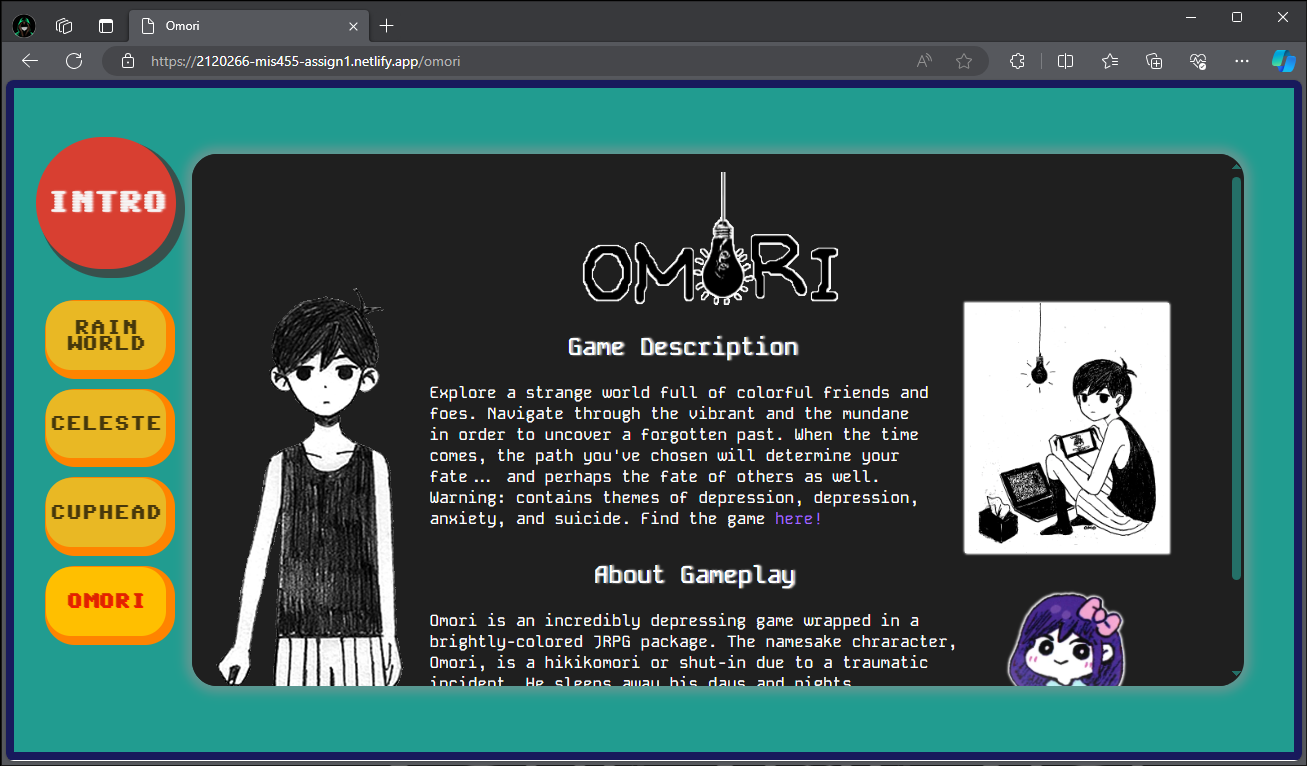 Omori
https://2120266-mis455-assign1.netlify.app/omori
INTRO
RAIN
WORLD
CELESTE
CUPHEAD
OMORI
OMORI
Game Description
Explore a strange world full of colorful friends and
foes. Navigate through the vibrant and the mundane
in order to uncover a forgotten past. When the time
comes, the path you've chosen will determine your
fate... and perhaps the fate of others as well.
Warning: contains themes of depression, depression,
anxiety, and suicide. Find the game here!
About Gameplay
Omori is an incredibly depressing game wrapped in a
brightly-colored JRPG package. The namesake chraracter,
Omori, is a hikikomori or shut-in due to a traumatic
incident. He sleeps away his days and nights